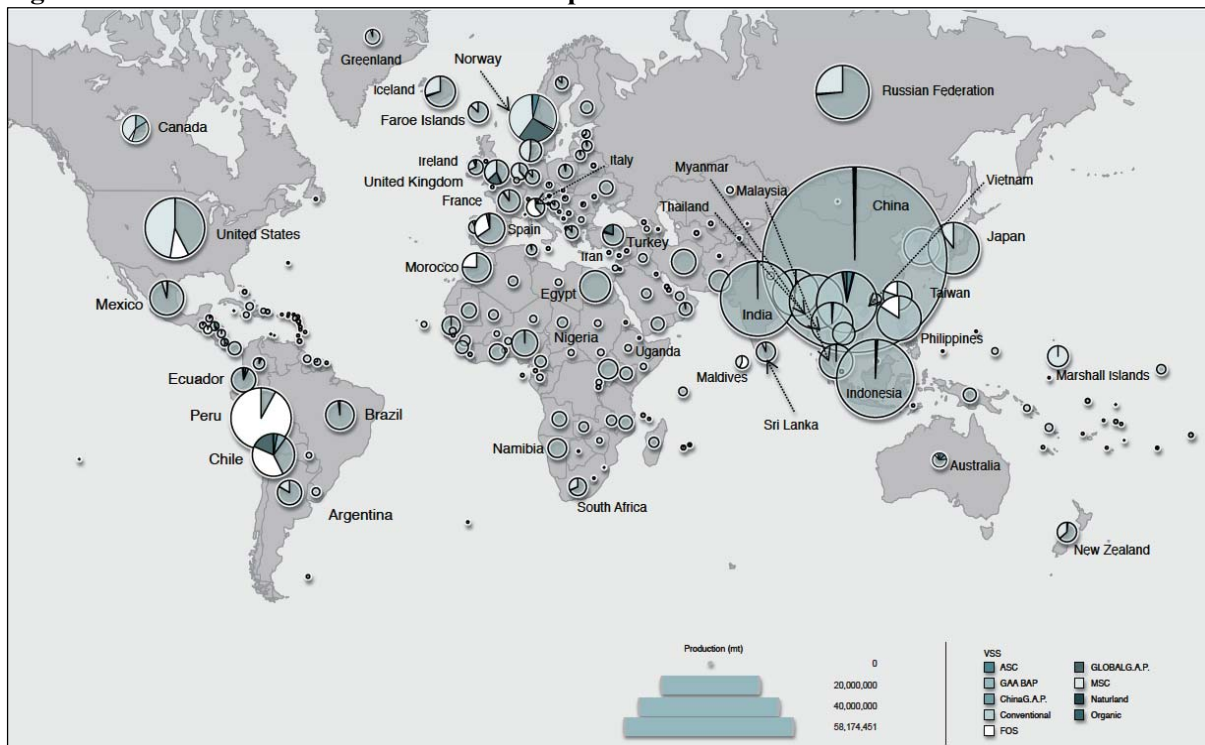 Greenland
Norway
Iceland
Faroe Islands
Russian Federation
Canada
Ireland
Italy
Myanmar
Vietnam
United Kingdom
Malaysia
France
Thailand
China
United States
Spain
Turkey
Japan
Iran
Morocco
Mexico
Egypt
Taiwan
India
Nigeria
Philippines
Uganda
Ecuador
Maldives
Marshall Islands
Indonesia
Peru
Brazil
Sri Lanka
Chile
Namibia
Australia
South Africa
Argentina
New Zealand
Production (mt)
0
20,000,000
40,000,000
58,174,451
VSS
ASC
GAA BAP
ChinaG.A.P.
Conventional
FOS
GLOBALG.A.P.
MSC
Naturland
Organic